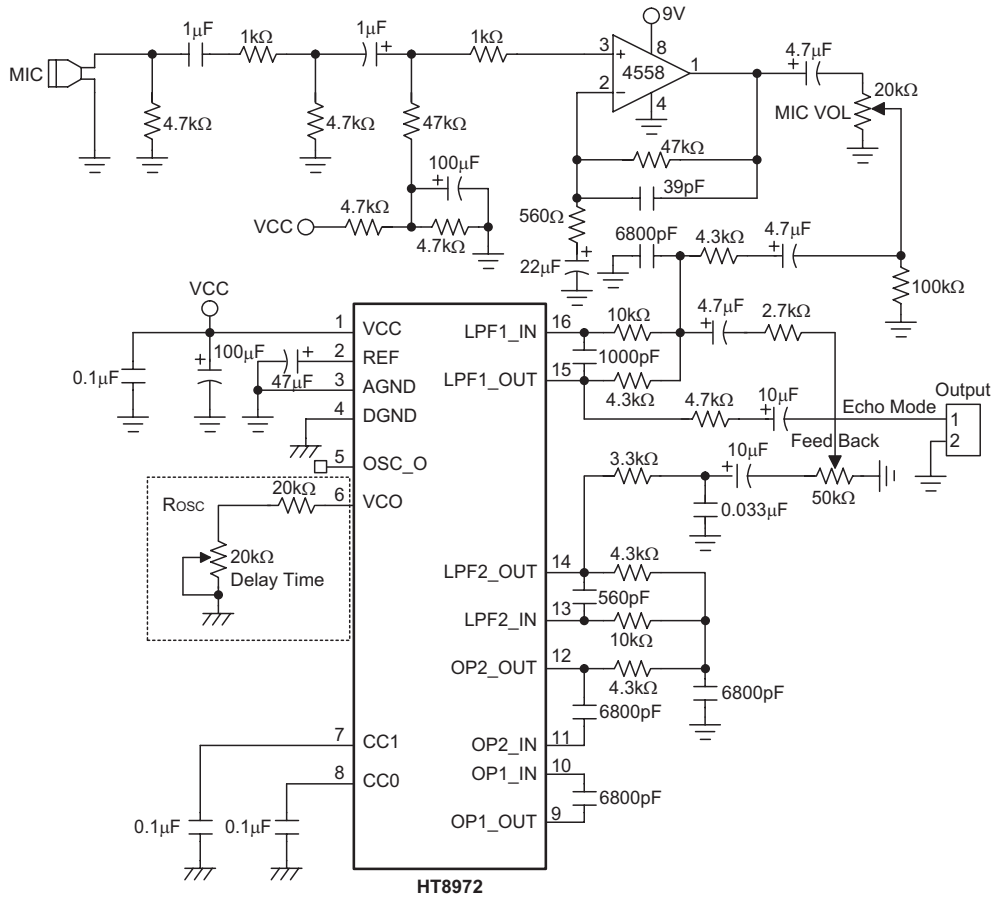 9V
1μF
1kΩ
1μF
+
1kΩ
3
+
8
4558
1
4.7μF
+
MIC
2
−
4
20kΩ
MIC VOL
4.7kΩ
4.7kΩ
47kΩ
47kΩ
100μF
+
39pF
4.7kΩ
VCC
4.7kΩ
560Ω
6800pF
4.3kΩ
4.7μF
+
22μF
+
100kΩ
VCC
1
VCC
LPF1_IN
16
10kΩ
4.7μF
+
2.7kΩ
0.1μF
+
100μF
+
47μF
2
REF
1000pF
3
AGND
LPF1_OUT
15
4.3kΩ
4
DGND
4.7kΩ
10μF
+
Echo Mode
Output
1
2
5
OSC_O
Feed Back
3.3kΩ
10μF
+
50kΩ
ROSC
20kΩ
6
VCO
0.033μF
20kΩ
Delay Time
LPF2_OUT
14
4.3kΩ
560pF
LPF2_IN
13
10kΩ
OP2_OUT
12
4.3kΩ
6800pF
6800pF
7
CC1
OP2_IN
11
8
CC0
OP1_IN
10
6800pF
0.1μF
0.1μF
OP1_OUT
9
HT8972